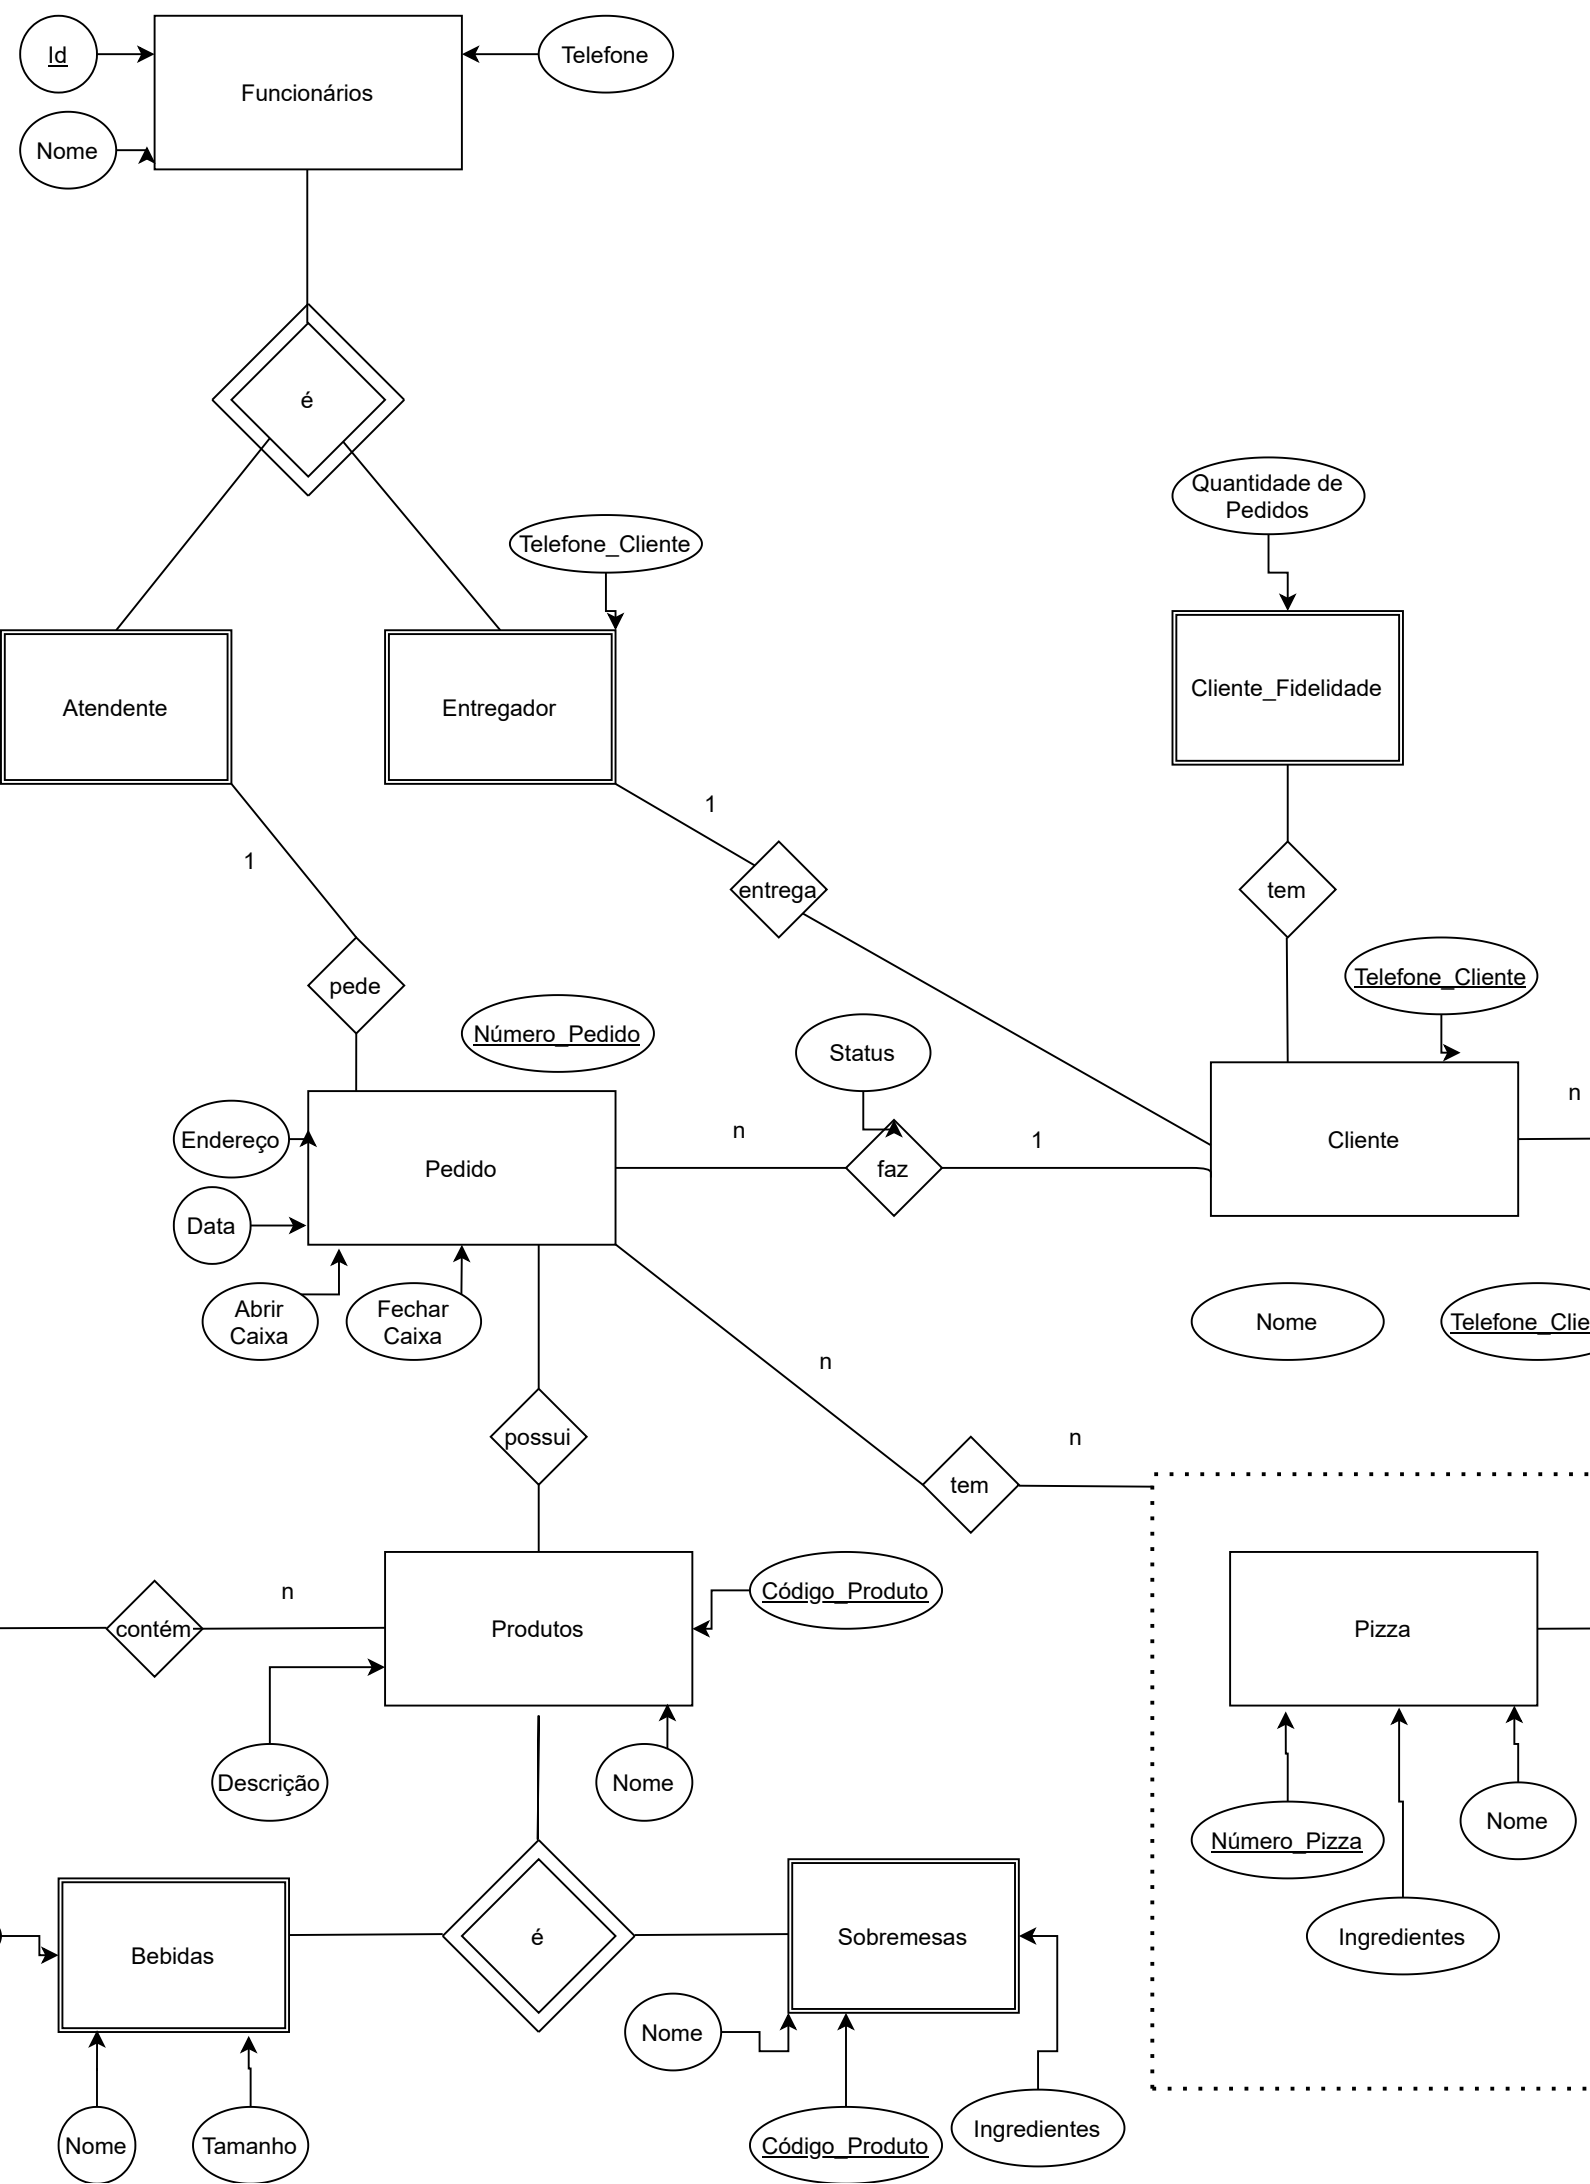 Id
Telefone
Funcionários
Nome
é
Quantidade de
Pedidos
Telefone_Cliente
Cliente_Fidelidade
Atendente
Entregador
1
1
entrega
tem
Telefone_Cliente
pede
Número_Pedido
Status
n
Endereço
n
1
Cliente
Pedido
faz
Data
Abrir
Caixa
Fechar
Caixa
Nome
Telefone_Clie
n
possui
n
tem
n
Código_Produto
contém
Produtos
Pizza
Descrição
Nome
Nome
Número_Pizza
é
Sobremesas
Ingredientes
Bebidas
Nome
Ingredientes
Nome
Tamanho
Código_Produto